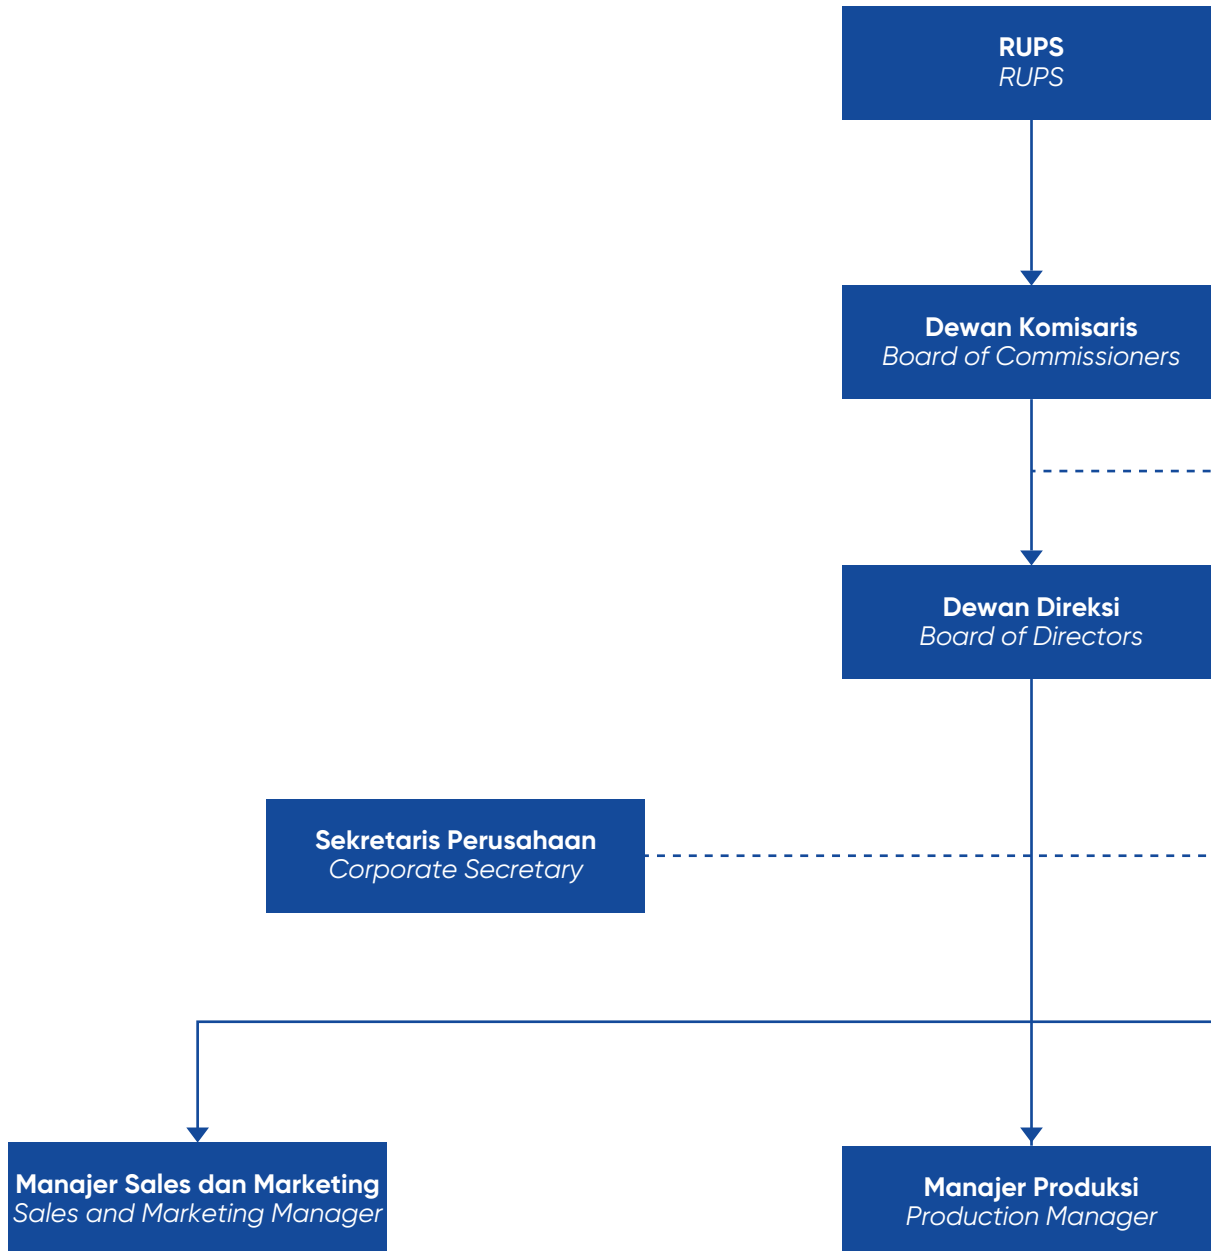 RUPS
RUPS
Dewan Komisaris
Board of Commissioners
Dewan Direksi
Board of Directors
Sekretaris Perusahaan
Corporate Secretary
Manajer Sales dan Marketing
Sales and Marketing Manager
Manajer Produksi
Production Manager